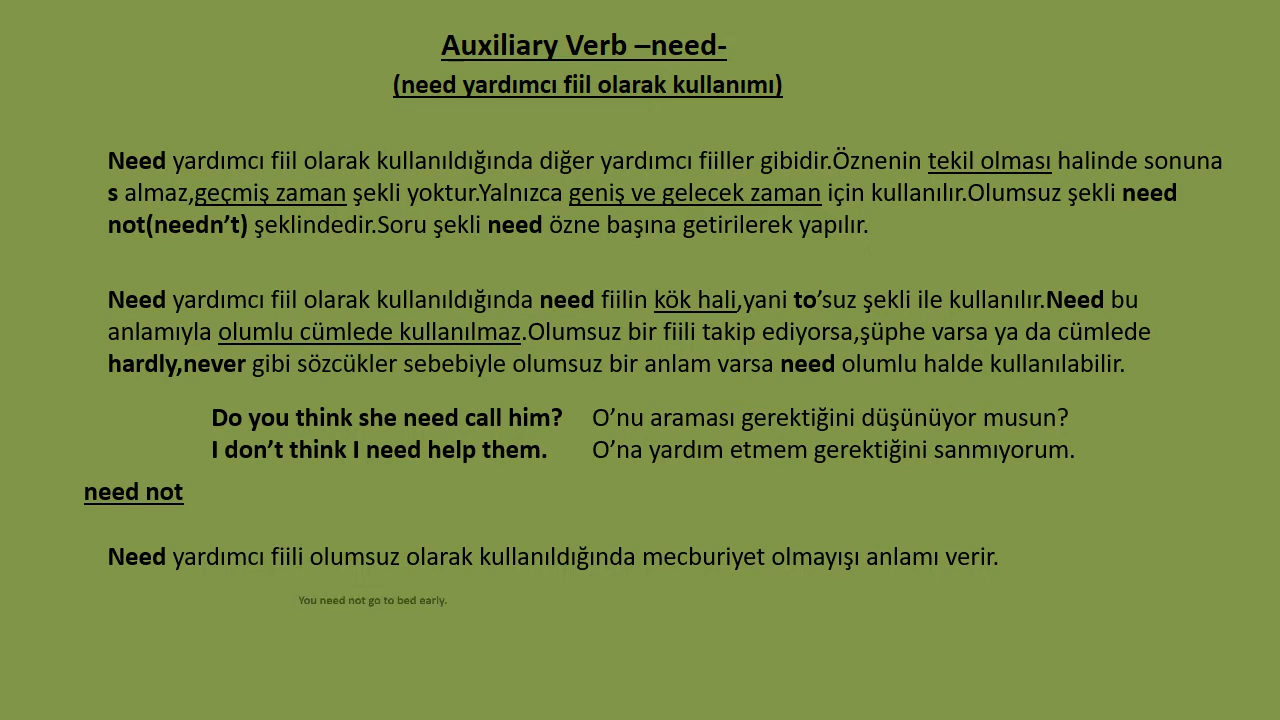 Auxiliary Verb –need-
(need yardımcı fiil olarak kullanımı)
Need yardımcı fiil olarak kullanıldığında diğer yardımcı fiiller gibidir.Öznenin tekil olması halinde sonuna
s almaz,geçmiş zaman şekli yoktur.Yalnızca geniş ve gelecek zaman için kullanılır.Olumsuz şekli need
not(needn’t) şeklindedir.Soru şekli need özne başına getirilerek yapılır.
Need yardımcı fiil olarak kullanıldığında need fiilin kök hali,yani to’suz şekli ile kullanılır.Need bu
anlamıyla olumlu cümlede kullanılmaz.Olumsuz bir fiili takip ediyorsa,şüphe varsa ya da cümlede
hardly,never gibi sözcükler sebebiyle olumsuz bir anlam varsa need olumlu halde kullanılabilir.
Do you think she need call him? O’nu araması gerektiğini düşünüyor musun?
I don’t think I need help them. O’na yardım etmem gerektiğini sanmıyorum.
need not
Need yardımcı fiili olumsuz olarak kullanıldığında mecburiyet olmayışı anlamı verir.
You need not go to bed early.